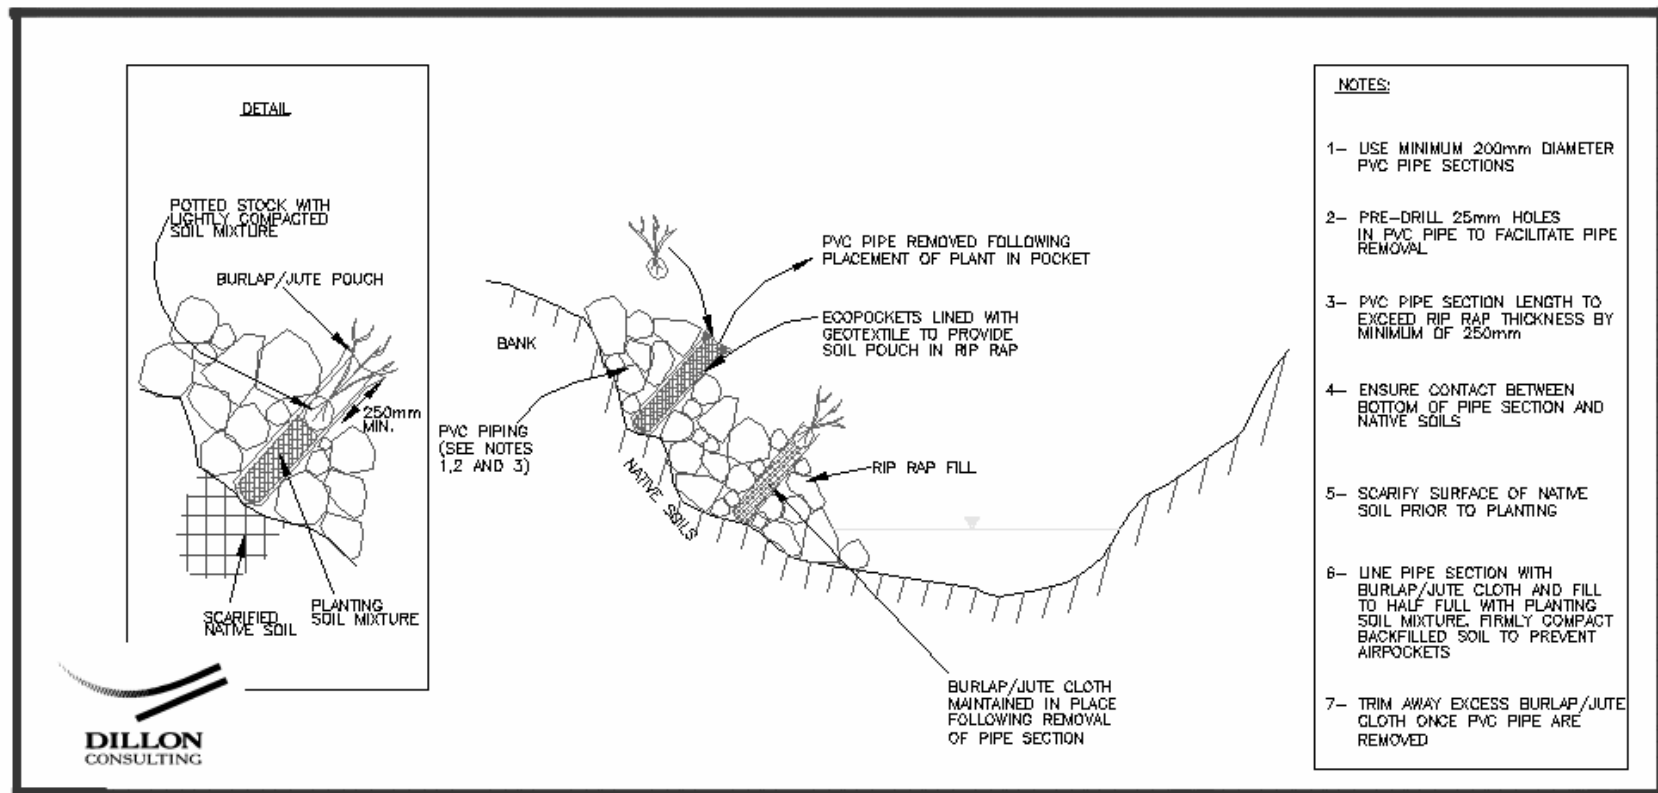 DETAIL
POTTED STOCK WITH
LIGHTLY COMPACTED
SOIL MIXTURE
BURLAP/JUTE POUCH
250mm
MIN.
SCARIFIED
NATIVE SOIL
PLANTING
SOIL MIXTURE
DILLON
CONSULTING
BANK
PVC PIPING
(SEE NOTES
1,2 AND 3)
NATIVE SOILS
PVC PIPE REMOVED FOLLOWING
PLACEMENT OF PLANT IN POCKET
ECOPOCKETS LINED WITH
GEOTEXTILE TO PROVIDE
SOIL POUCH IN RIP RAP
RIP RAP FILL
BURLAP/JUTE CLOTH
MAINTAINED IN PLACE
FOLLOWING REMOVAL
OF PIPE SECTION
NOTES:
1- USE MINIMUM 200mm DIAMETER
PVC PIPE SECTIONS
2- PRE-DRILL 25mm HOLES
IN PVC PIPE TO FACILITATE PIPE
REMOVAL
3- PVC PIPE SECTION LENGTH TO
EXCEED RIP RAP THICKNESS BY
MINIMUM OF 250mm
4- ENSURE CONTACT BETWEEN
BOTTOM OF PIPE SECTION AND
NATIVE SOILS
5- SCARIFY SURFACE OF NATIVE
SOIL PRIOR TO PLANTING
6- LINE PIPE SECTION WITH
BURLAP/JUTE CLOTH AND FILL
TO HALF FULL WITH PLANTING
SOIL MIXTURE. FIRMLY COMPACT
BACKFILLED SOIL TO PREVENT
AIRPOCKETS
7- TRIM AWAY EXCESS BURLAP/JUTE
CLOTH ONCE PVC PIPE ARE
REMOVED